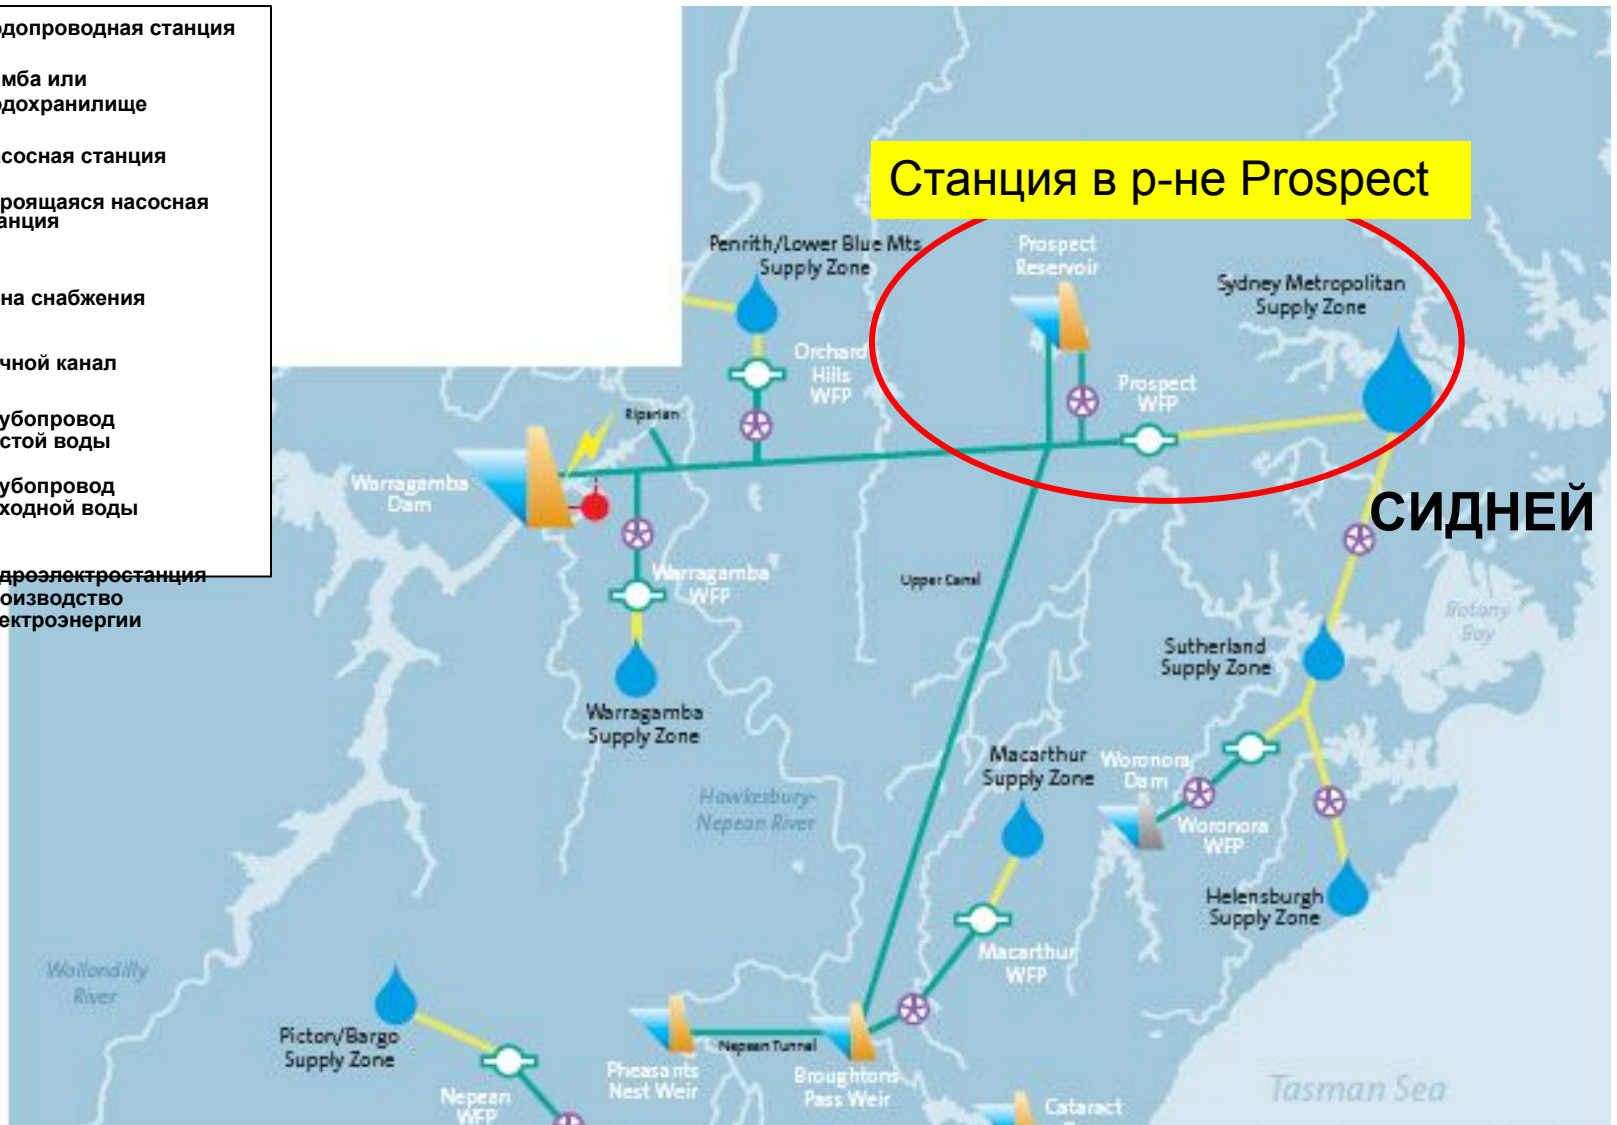 одопроводная станция
мба или
одохранилище
сосная станция
роящаяся насосная
анция
на снабжения
чной канал
убопровод
стой воды
убопровод
ходной воды
дроэлектростанция
оизводство
ектроэнергии
Станция в р-не Prospect
Penrith/Lower Blue Mts
Supply Zone
Prospect
Reservoir
Sydney Metropolitan
Supply Zone
Orchard
Hills
WFP
Prospect
WFP
Riparian
Warragamba
Dam
СИДНЕЙ
Warragamba
WFP
Upper Canal
Botany
Bay
Sutherland
Supply Zone
Warragamba
Supply Zone
Macarthur
Supply Zone
Woronora
Dam
Hawkesbury-
Nepean River
Woronora
WFP
Helensburgh
Supply Zone
Macarthur
WFP
Wollondilly
River
Picton/Bargo
Supply Zone
Nepean Tunnel
Pheasants
Nest Weir
Broughtons
Pass Weir
Nepean
WFP
Cataract
Tasman Sea